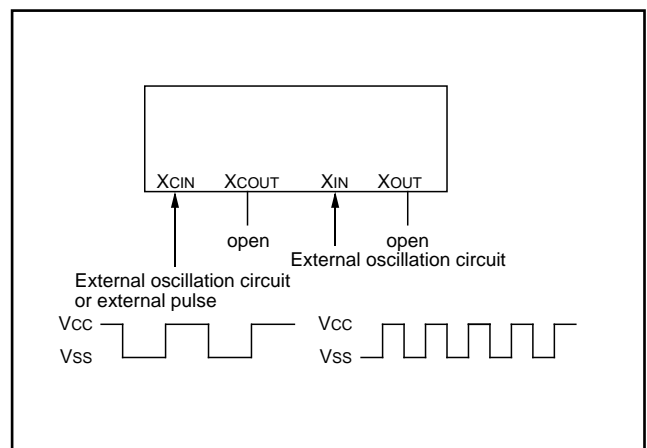 XCIN XCOUT XIN XOUT
open open
External oscillation circuit
External oscillation circuit
or external pulse
VCC VCC
VSS VSS